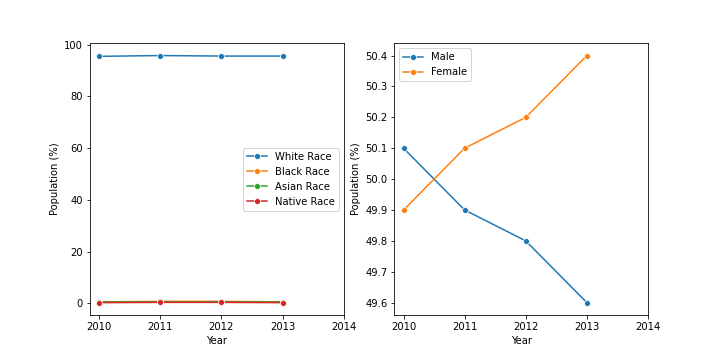 100
80
60
40
20
0
Population (%)
White Race
Black Race
Asian Race
Native Race
2010 2011 2012 2013 2014
Year
50.4
50.3
50.2
50.1
50.0
49.9
49.8
49.7
49.6
Population (%)
Male
Female
2010 2011 2012 2013 2014
Year